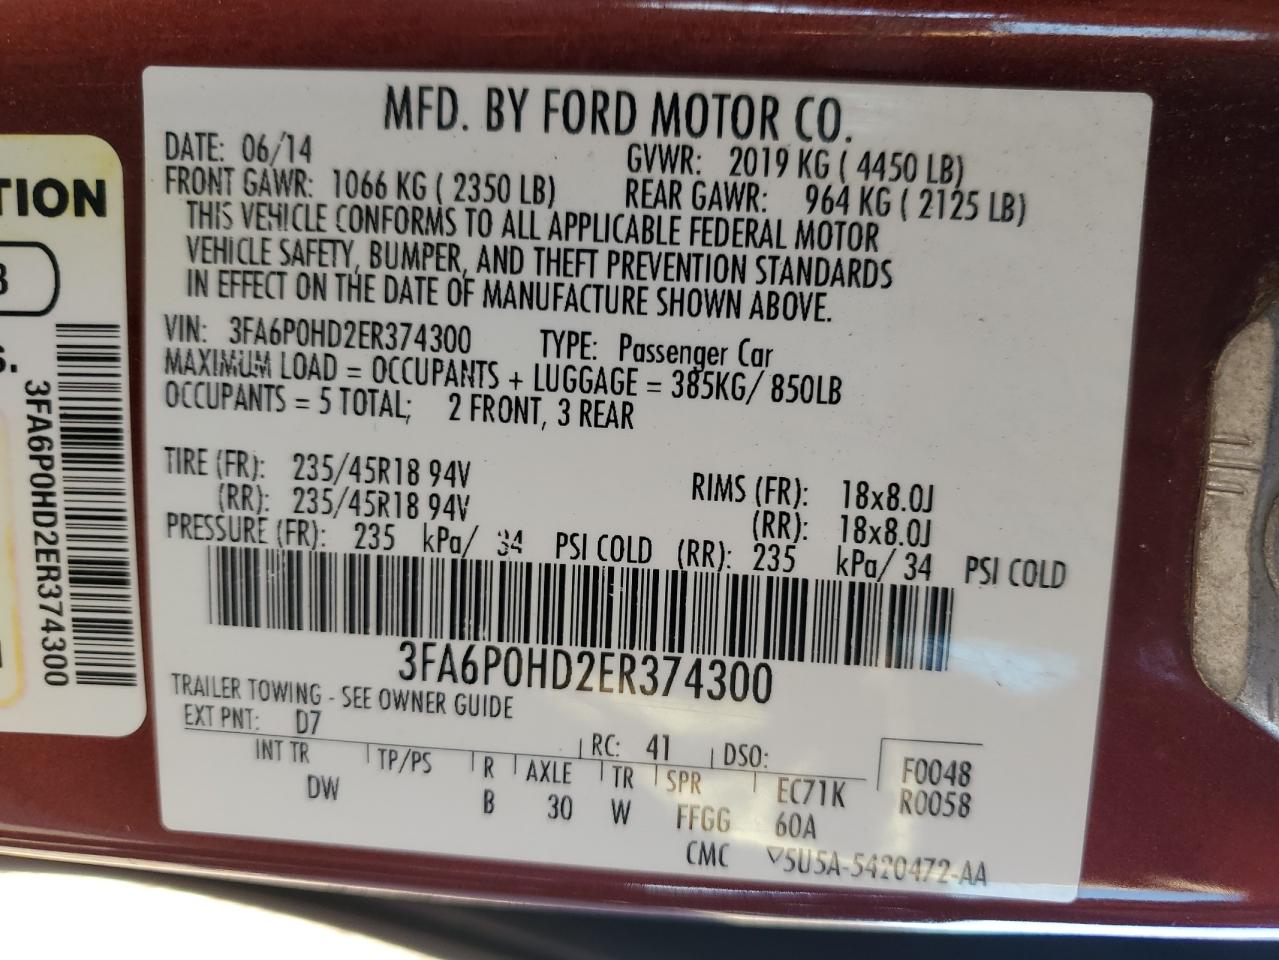 MFD. BY FORD MOTOR CO.
DATE: 06/14 GVWR: 2019 KG ( 4450 LB)
FRONT GAWR: 1066 KG ( 2350 LB) REAR GAWR: 964 KG ( 2125 LB)
THIS VEHICLE CONFORMS TO ALL APPLICABLE FEDERAL MOTOR
VEHICLE SAFETY, BUMPER, AND THEFT PREVENTION STANDARDS
IN EFFECT ON THE DATE OF MANUFACTURE SHOWN ABOVE.
VIN: 3FA6P0HD2ER374300 TYPE: Passenger Car
MAXIMUM LOAD = OCCUPANTS + LUGGAGE = 385KG/ 850LB
OCCUPANTS = 5 TOTAL; 2 FRONT, 3 REAR
TIRE (FR): 235/45R18 94V RIMS (FR): 18x8.0J
(RR): 235/45R18 94V (RR): 18x8.0J
PRESSURE (FR): 235 kPa/ 34 PSI COLD (RR): 235 kPa/ 34 PSI COLD
3FA6P0HD2ER374300
TRAILER TOWING - SEE OWNER GUIDE
EXT PNT: D7 RC: 41 DSO: F0048
INT TR TP/PS R AXLE TR SPR EC71K R0058
DW B 30 W FFGG 60A
CMC ▽5U5A-5420472-AA
TION
3
S.
3FA6P0HD2ER374300